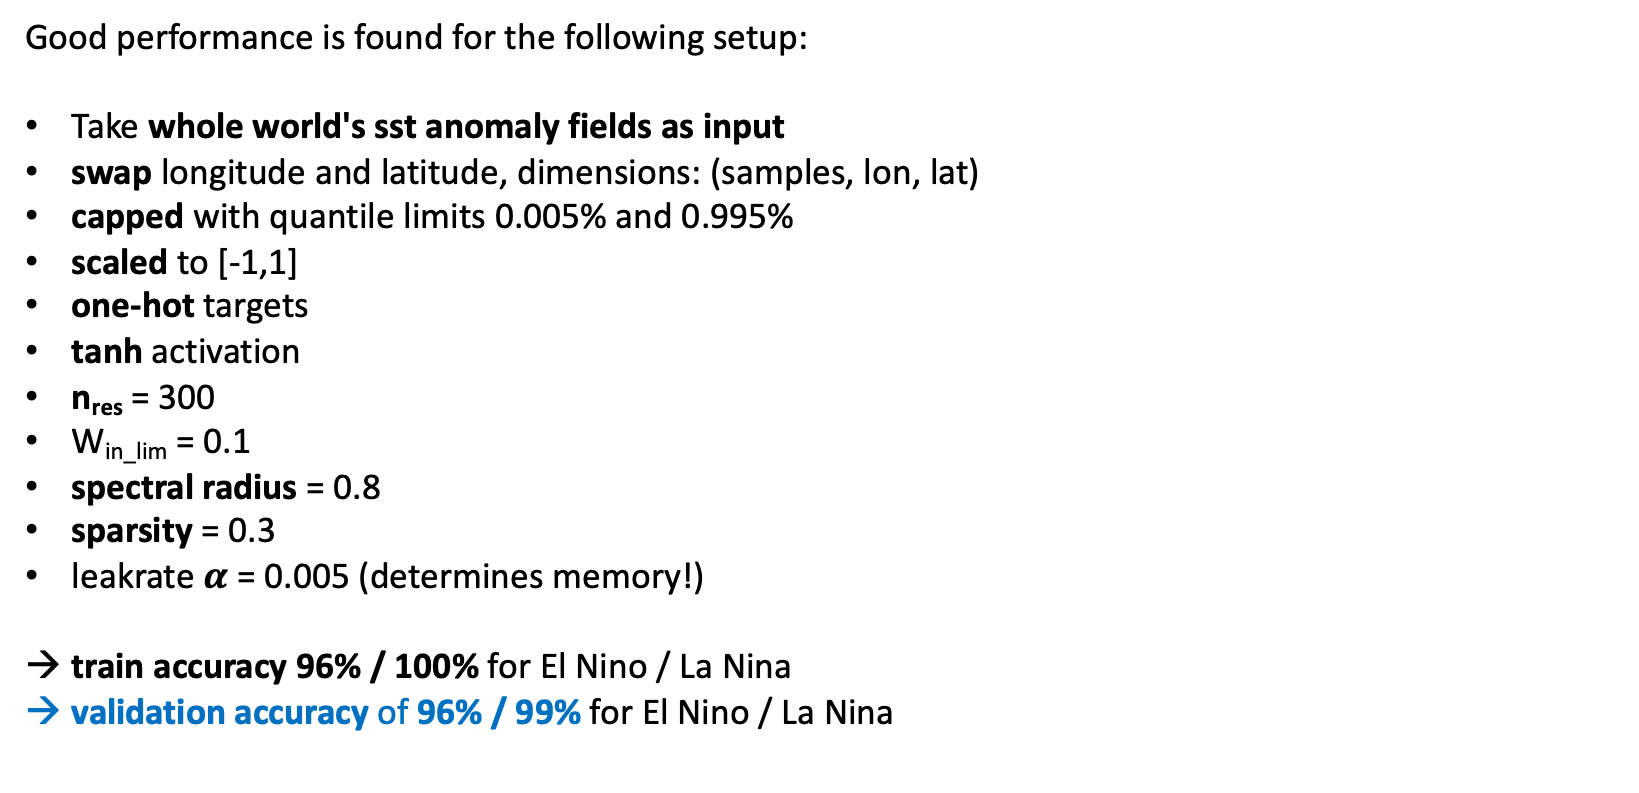 Good performance is found for the following setup:
• Take whole world's sst anomaly fields as input
• swap longitude and latitude, dimensions: (samples, lon, lat)
• capped with quantile limits 0.005% and 0.995%
• scaled to [-1,1]
• one-hot targets
• tanh activation
• nres = 300
• Win_lim = 0.1
• spectral radius = 0.8
• sparsity = 0.3
• leakrate α = 0.005 (determines memory!)
→ train accuracy 96% / 100% for El Nino / La Nina
→ validation accuracy of 96% / 99% for El Nino / La Nina